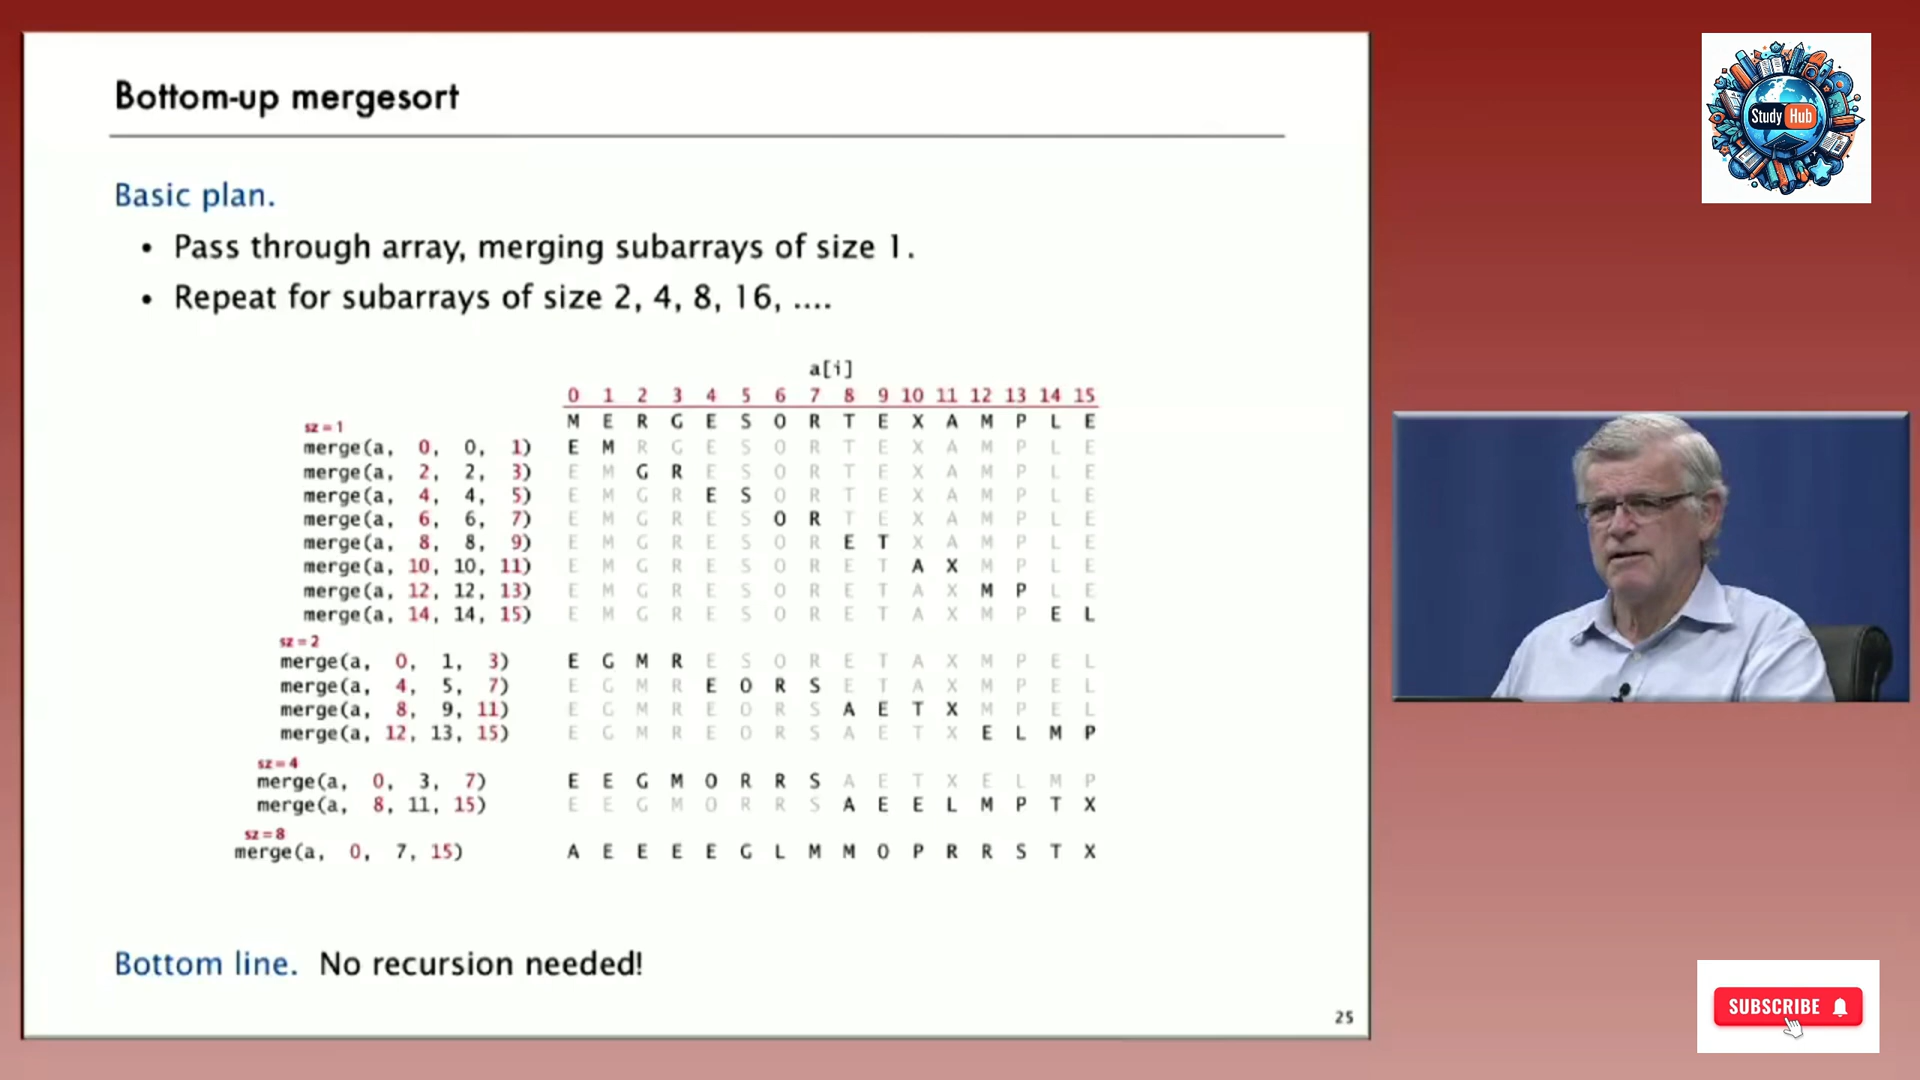 Bottom-up mergesort
Basic plan.
• Pass through array, merging subarrays of size 1.
• Repeat for subarrays of size 2, 4, 8, 16, ....
a[i]
0 1 2 3 4 5 6 7 8 9 10 11 12 13 14 15
M E R G E S O R T E X A M P L E
sz = 1
merge(a, 0, 0, 1) E M R G E S O R T E X A M P L E
merge(a, 2, 2, 3) E M G R E S O R T E X A M P L E
merge(a, 4, 4, 5) E M G R E S O R T E X A M P L E
merge(a, 6, 6, 7) E M G R E S O R T E X A M P L E
merge(a, 8, 8, 9) E M G R E S O R E T X A M P L E
merge(a, 10, 10, 11) E M G R E S O R E T A X M P L E
merge(a, 12, 12, 13) E M G R E S O R E T A X M P L E
merge(a, 14, 14, 15) E M G R E S O R E T A X M P E L
sz = 2
merge(a, 0, 1, 3) E G M R E S O R E T A X M P E L
merge(a, 4, 5, 7) E G M R E O R S E T A X M P E L
merge(a, 8, 9, 11) E G M R E O R S A E T X M P E L
merge(a, 12, 13, 15) E G M R E O R S A E T X E L M P
sz = 4
merge(a, 0, 3, 7) E E G M O R R S A E T X E L M P
merge(a, 8, 11, 15) E E G M O R R S A E E L M P T X
sz = 8
merge(a, 0, 7, 15) A E E E E G L M M O P R R S T X
Bottom line. No recursion needed!
25
Study Hub
SUBSCRIBE